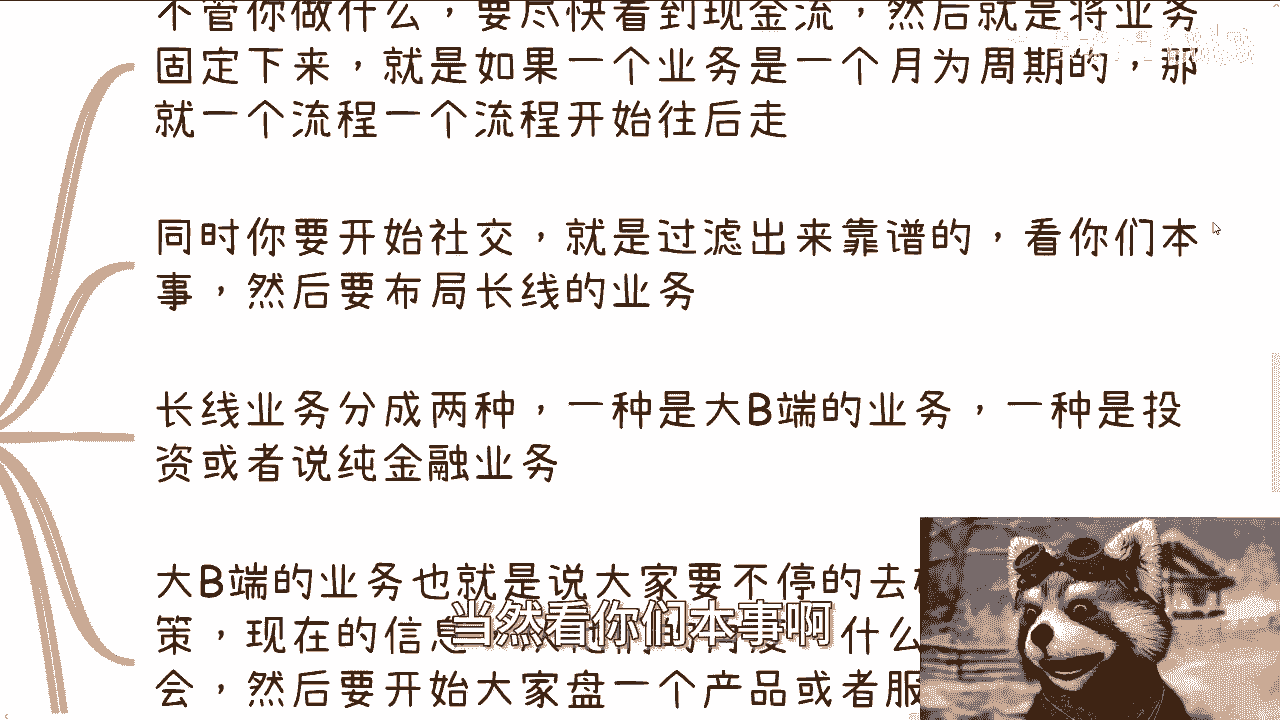 不管你做什么，要尽快看到现金流，然后就是将业务
固定下来，就是如果一个业务是一个月为周期的，那
就一个流程一个流程开始往后走
同时你要开始社交，就是过滤出来靠谱的，看你们本
事，然后要布局长线的业务
长线业务分成两种，一种是大B端的业务，一种是投
资或者说纯金融业务
大B端的业务也就是说大家要不停的去
策，现在的信息 什么
会，然后要开始大家盘一个产品或者服
当然看你们本事啊